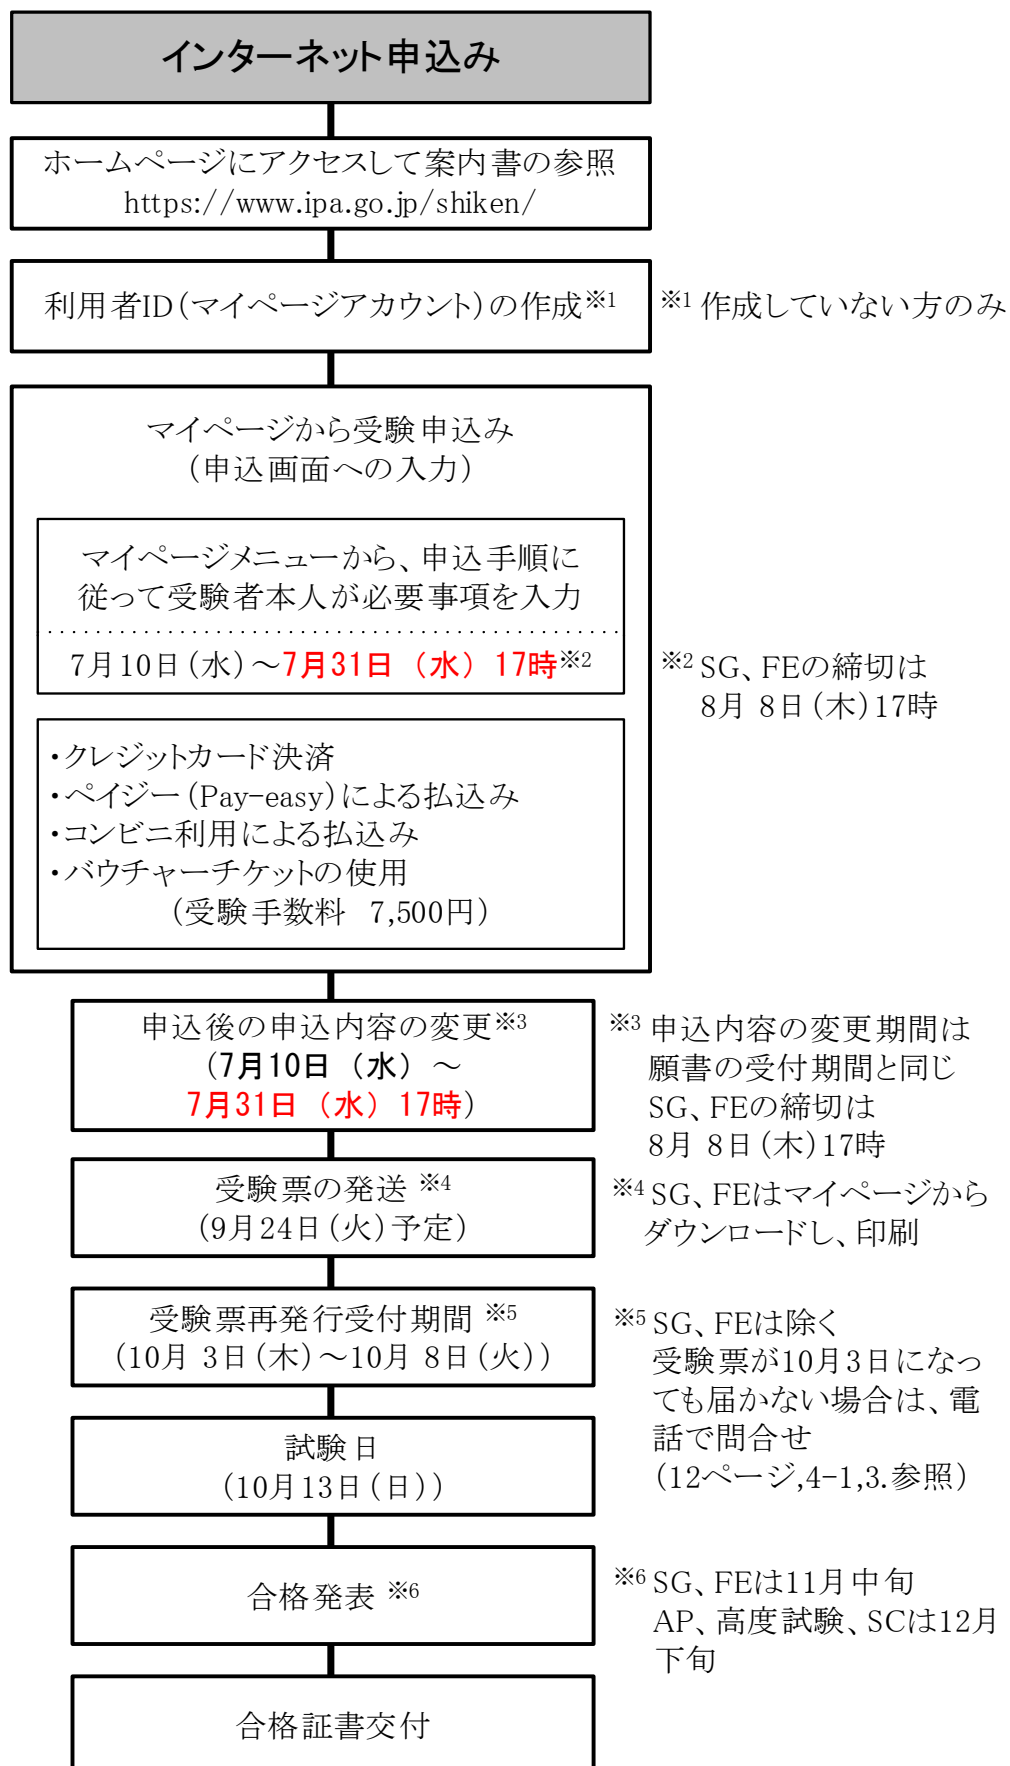 インターネット申込み
ホームページにアクセスして案内書の参照
https://www.ipa.go.jp/shiken/
利用者ID(マイページアカウント)の作成※1
※1 作成していない方のみ
マイページから受験申込み
(申込画面への入力)
マイページメニューから、申込手順に
従って受験者本人が必要事項を入力
7月10日(水)～7月31日（水）17時※2
※2 SG、FEの締切は
8月 8日(木)17時
・クレジットカード決済
・ペイジー(Pay-easy)による払込み
・コンビニ利用による払込み
・バウチャーチケットの使用
(受験手数料 7,500円)
申込後の申込内容の変更※3
(7月10日（水）～
7月31日（水）17時)
※3 申込内容の変更期間は
願書の受付期間と同じ
SG、FEの締切は
8月 8日(木)17時
受験票の発送 ※4
(9月24日(火)予定)
※4 SG、FEはマイページから
ダウンロードし、印刷
受験票再発行受付期間 ※5
(10月 3日(木)～10月 8日(火))
※5 SG、FEは除く
受験票が10月3日になっ
ても届かない場合は、電
話で問合せ
(12ページ,4-1,3.参照)
試験日
(10月13日(日))
合格発表 ※6
※6 SG、FEは11月中旬
AP、高度試験、SCは12月
下旬
合格証書交付